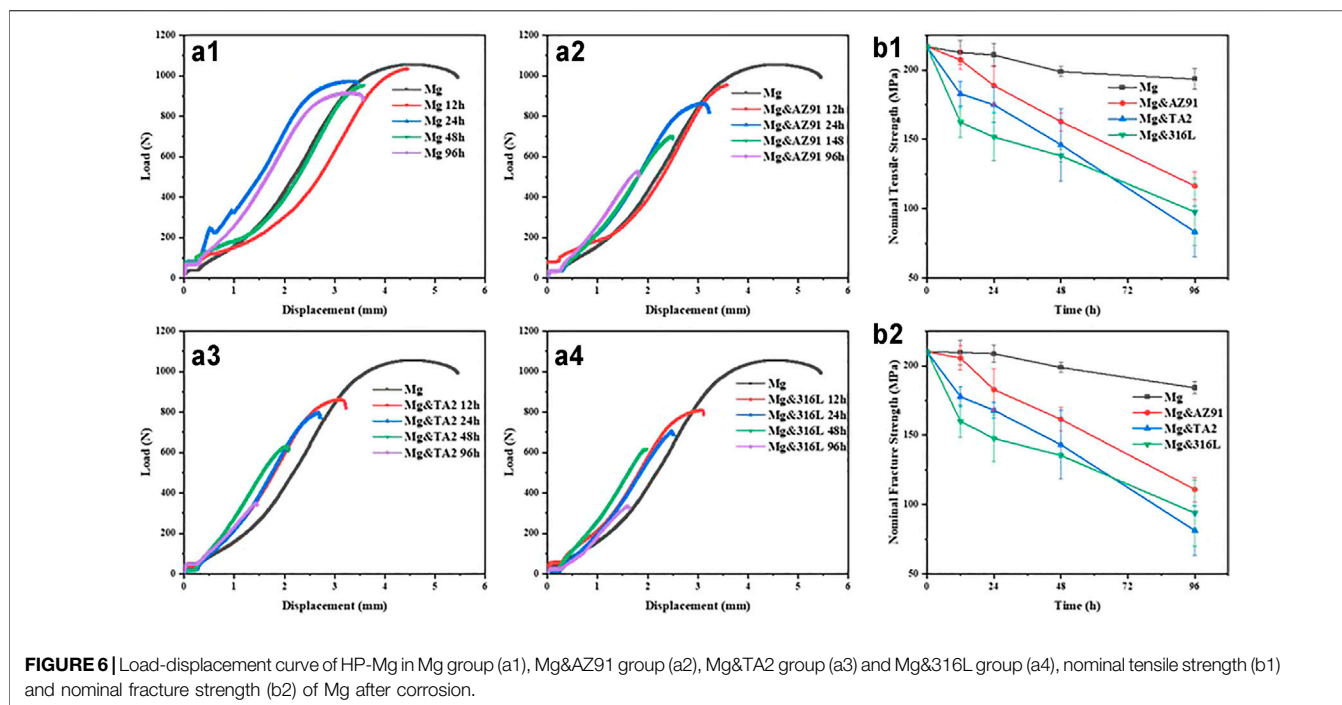 a1
1200
1000
800
600
400
200
0
Load (N)
0 1 2 3 4 5 6
Displacement (mm)
Mg
Mg 12h
Mg 24h
Mg 48h
Mg 96h
a2
1200
1000
800
600
400
200
0
Load (N)
0 1 2 3 4 5 6
Displacement (mm)
Mg
Mg&AZ91 12h
Mg&AZ91 24h
Mg&AZ91 148
Mg&AZ91 96h
b1
200
150
100
50
Nominal Tensile Strength (MPa)
0 24 48 72 96
Time (h)
Mg
Mg&AZ91
Mg&TA2
Mg&316L
a3
1200
1000
800
600
400
200
0
Load (N)
0 1 2 3 4 5 6
Displacement (mm)
Mg
Mg&TA2 12h
Mg&TA2 24h
Mg&TA2 48h
Mg&TA2 96h
a4
1200
1000
800
600
400
200
0
Load (N)
0 1 2 3 4 5 6
Displacement (mm)
Mg
Mg&316L 12h
Mg&316L 24h
Mg&316L 48h
Mg&316L 96h
b2
200
150
100
50
Nominal Fracture Strength (MPa)
0 24 48 72 96
Time (h)
Mg
Mg&AZ91
Mg&TA2
Mg&316L
FIGURE 6 | Load-displacement curve of HP-Mg in Mg group (a1), Mg&AZ91 group (a2), Mg&TA2 group (a3) and Mg&316L group (a4), nominal tensile strength (b1)
and nominal fracture strength (b2) of Mg after corrosion.